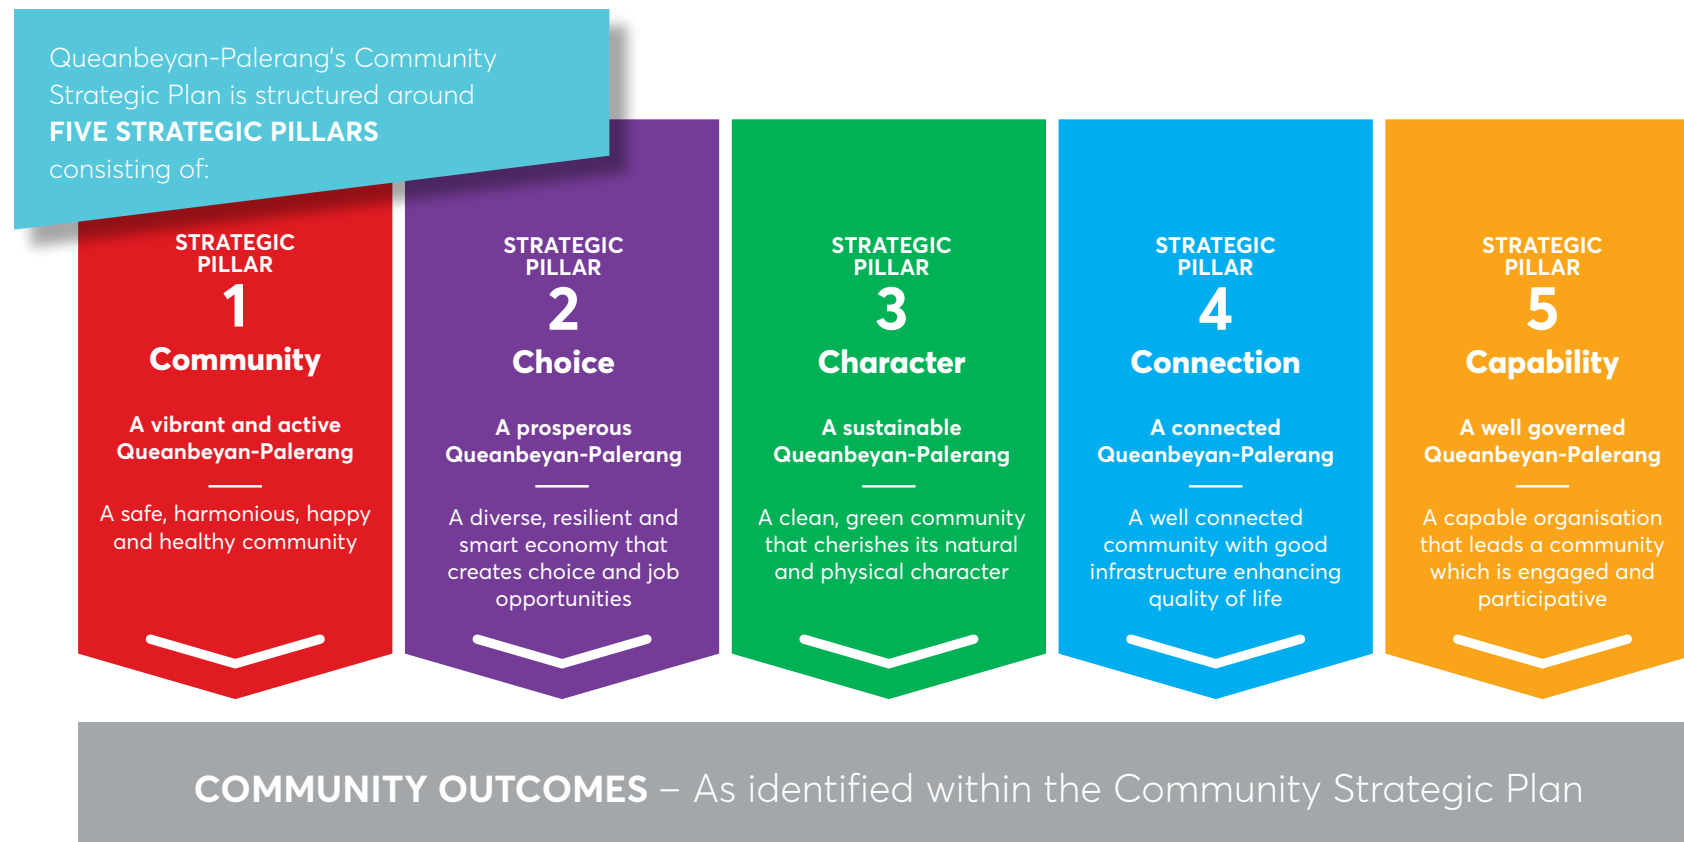 Queanbeyan-Palerang's Community
Strategic Plan is structured around
FIVE STRATEGIC PILLARS
consisting of:
STRATEGIC
PILLAR
1
Community
A vibrant and active
Queanbeyan-Palerang
A safe, harmonious, happy
and healthy community
STRATEGIC
PILLAR
2
Choice
A prosperous
Queanbeyan-Palerang
A diverse, resilient and
smart economy that
creates choice and job
opportunities
STRATEGIC
PILLAR
3
Character
A sustainable
Queanbeyan-Palerang
A clean, green community
that cherishes its natural
and physical character
STRATEGIC
PILLAR
4
Connection
A connected
Queanbeyan-Palerang
A well connected
community with good
infrastructure enhancing
quality of life
STRATEGIC
PILLAR
5
Capability
A well governed
Queanbeyan-Palerang
A capable organisation
that leads a community
which is engaged and
participative
COMMUNITY OUTCOMES – As identified within the Community Strategic Plan